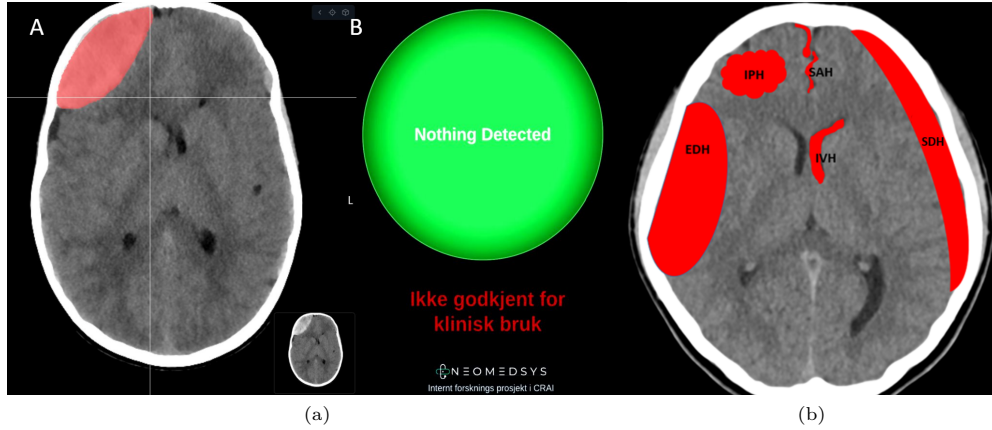 A
B
L
Nothing Detected
Ikke godkjent for
klinisk bruk
NEOMEDSYS
Internt forsknings prosjekt i CRAI
IPH
SAH
EDH
SDH
IVH
(a)
(b)